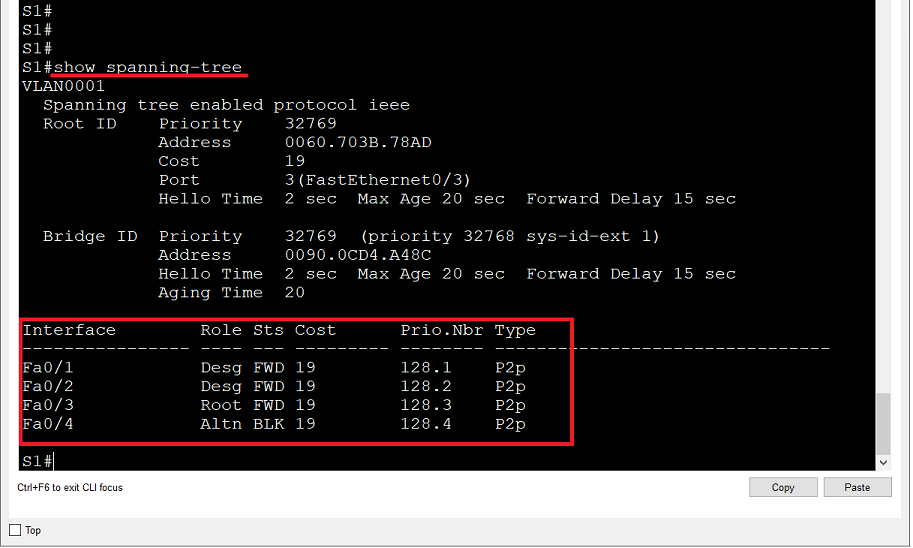 S1#
S1#
S1#
S1#show spanning-tree
VLAN0001
  Spanning tree enabled protocol ieee
  Root ID    Priority    32769
             Address     0060.703B.78AD
             Cost        19
             Port        3(FastEthernet0/3)
             Hello Time  2 sec  Max Age 20 sec  Forward Delay 15 sec

  Bridge ID  Priority    32769  (priority 32768 sys-id-ext 1)
             Address     0090.0CD4.A48C
             Hello Time  2 sec  Max Age 20 sec  Forward Delay 15 sec
             Aging Time  20

Interface        Role Sts Cost      Prio.Nbr Type
---------------- ---- --- --------- -------- --------------------------------
Fa0/1            Desg FWD 19        128.1    P2p
Fa0/2            Desg FWD 19        128.2    P2p
Fa0/3            Root FWD 19        128.3    P2p
Fa0/4            Altn BLK 19        128.4    P2p

S1#
Ctrl+F6 to exit CLI focus Copy Paste
Top